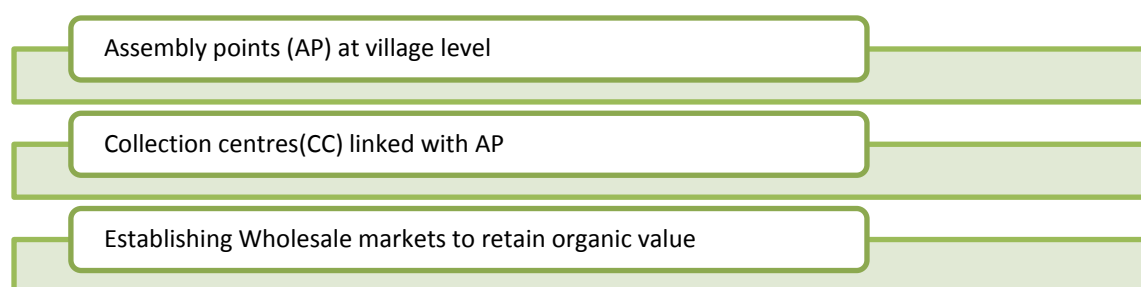 Assembly points (AP) at village level
Collection centres(CC) linked with AP
Establishing Wholesale markets to retain organic value